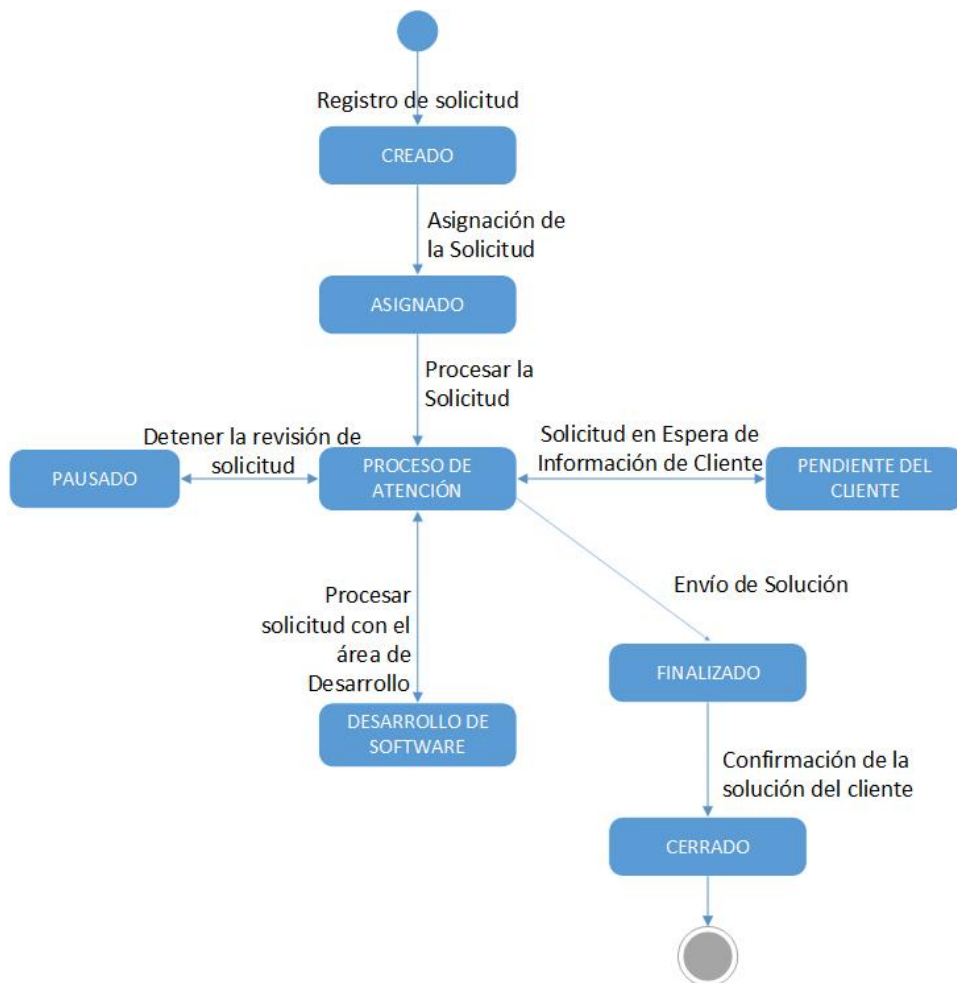 Registro de solicitud
CREADO
Asignación de
la Solicitud
ASIGNADO
Procesar la
Solicitud
Detener la revisión de
solicitud
Solicitud en Espera de
Información de Cliente
PAUSADO
PROCESO DE
ATENCIÓN
PENDIENTE DEL
CLIENTE
Procesar
solicitud con el
área de
Desarrollo
Envío de Solución
FINALIZADO
DESARROLLO DE
SOFTWARE
Confirmación de la
solución del cliente
CERRADO